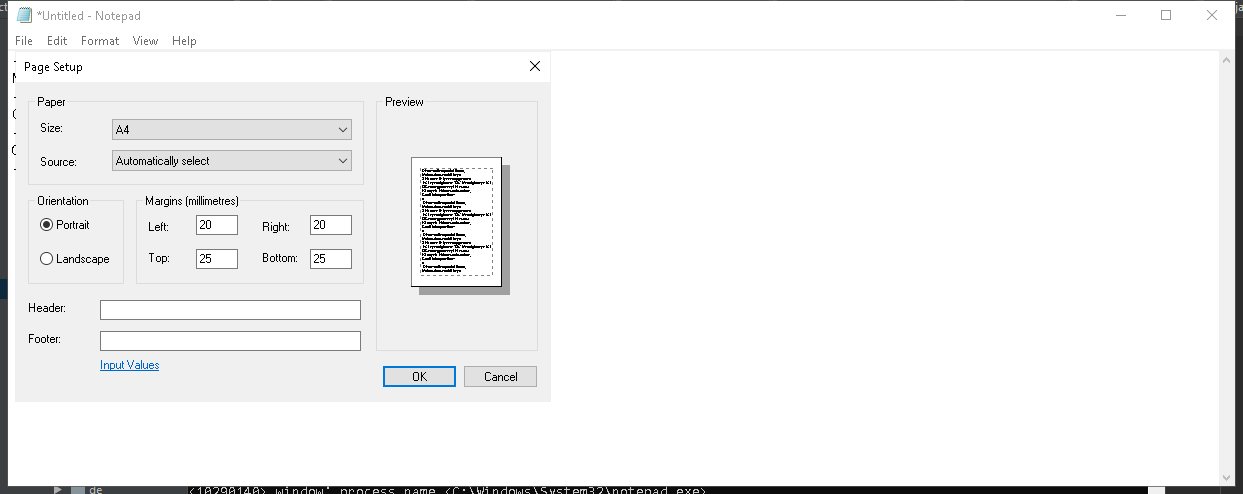 *Untitled - Notepad
File Edit Format View Help
Page Setup
Paper
Size: A4
Source: Automatically select
Orientation
Portrait
Landscape
Margins (millimetres)
Left: 20 Right: 20
Top: 25 Bottom: 25
Header:
Footer:
Input Values
Preview
OK Cancel
de <10290140> window' process name <C:\Windows\System32\notepad.exe>